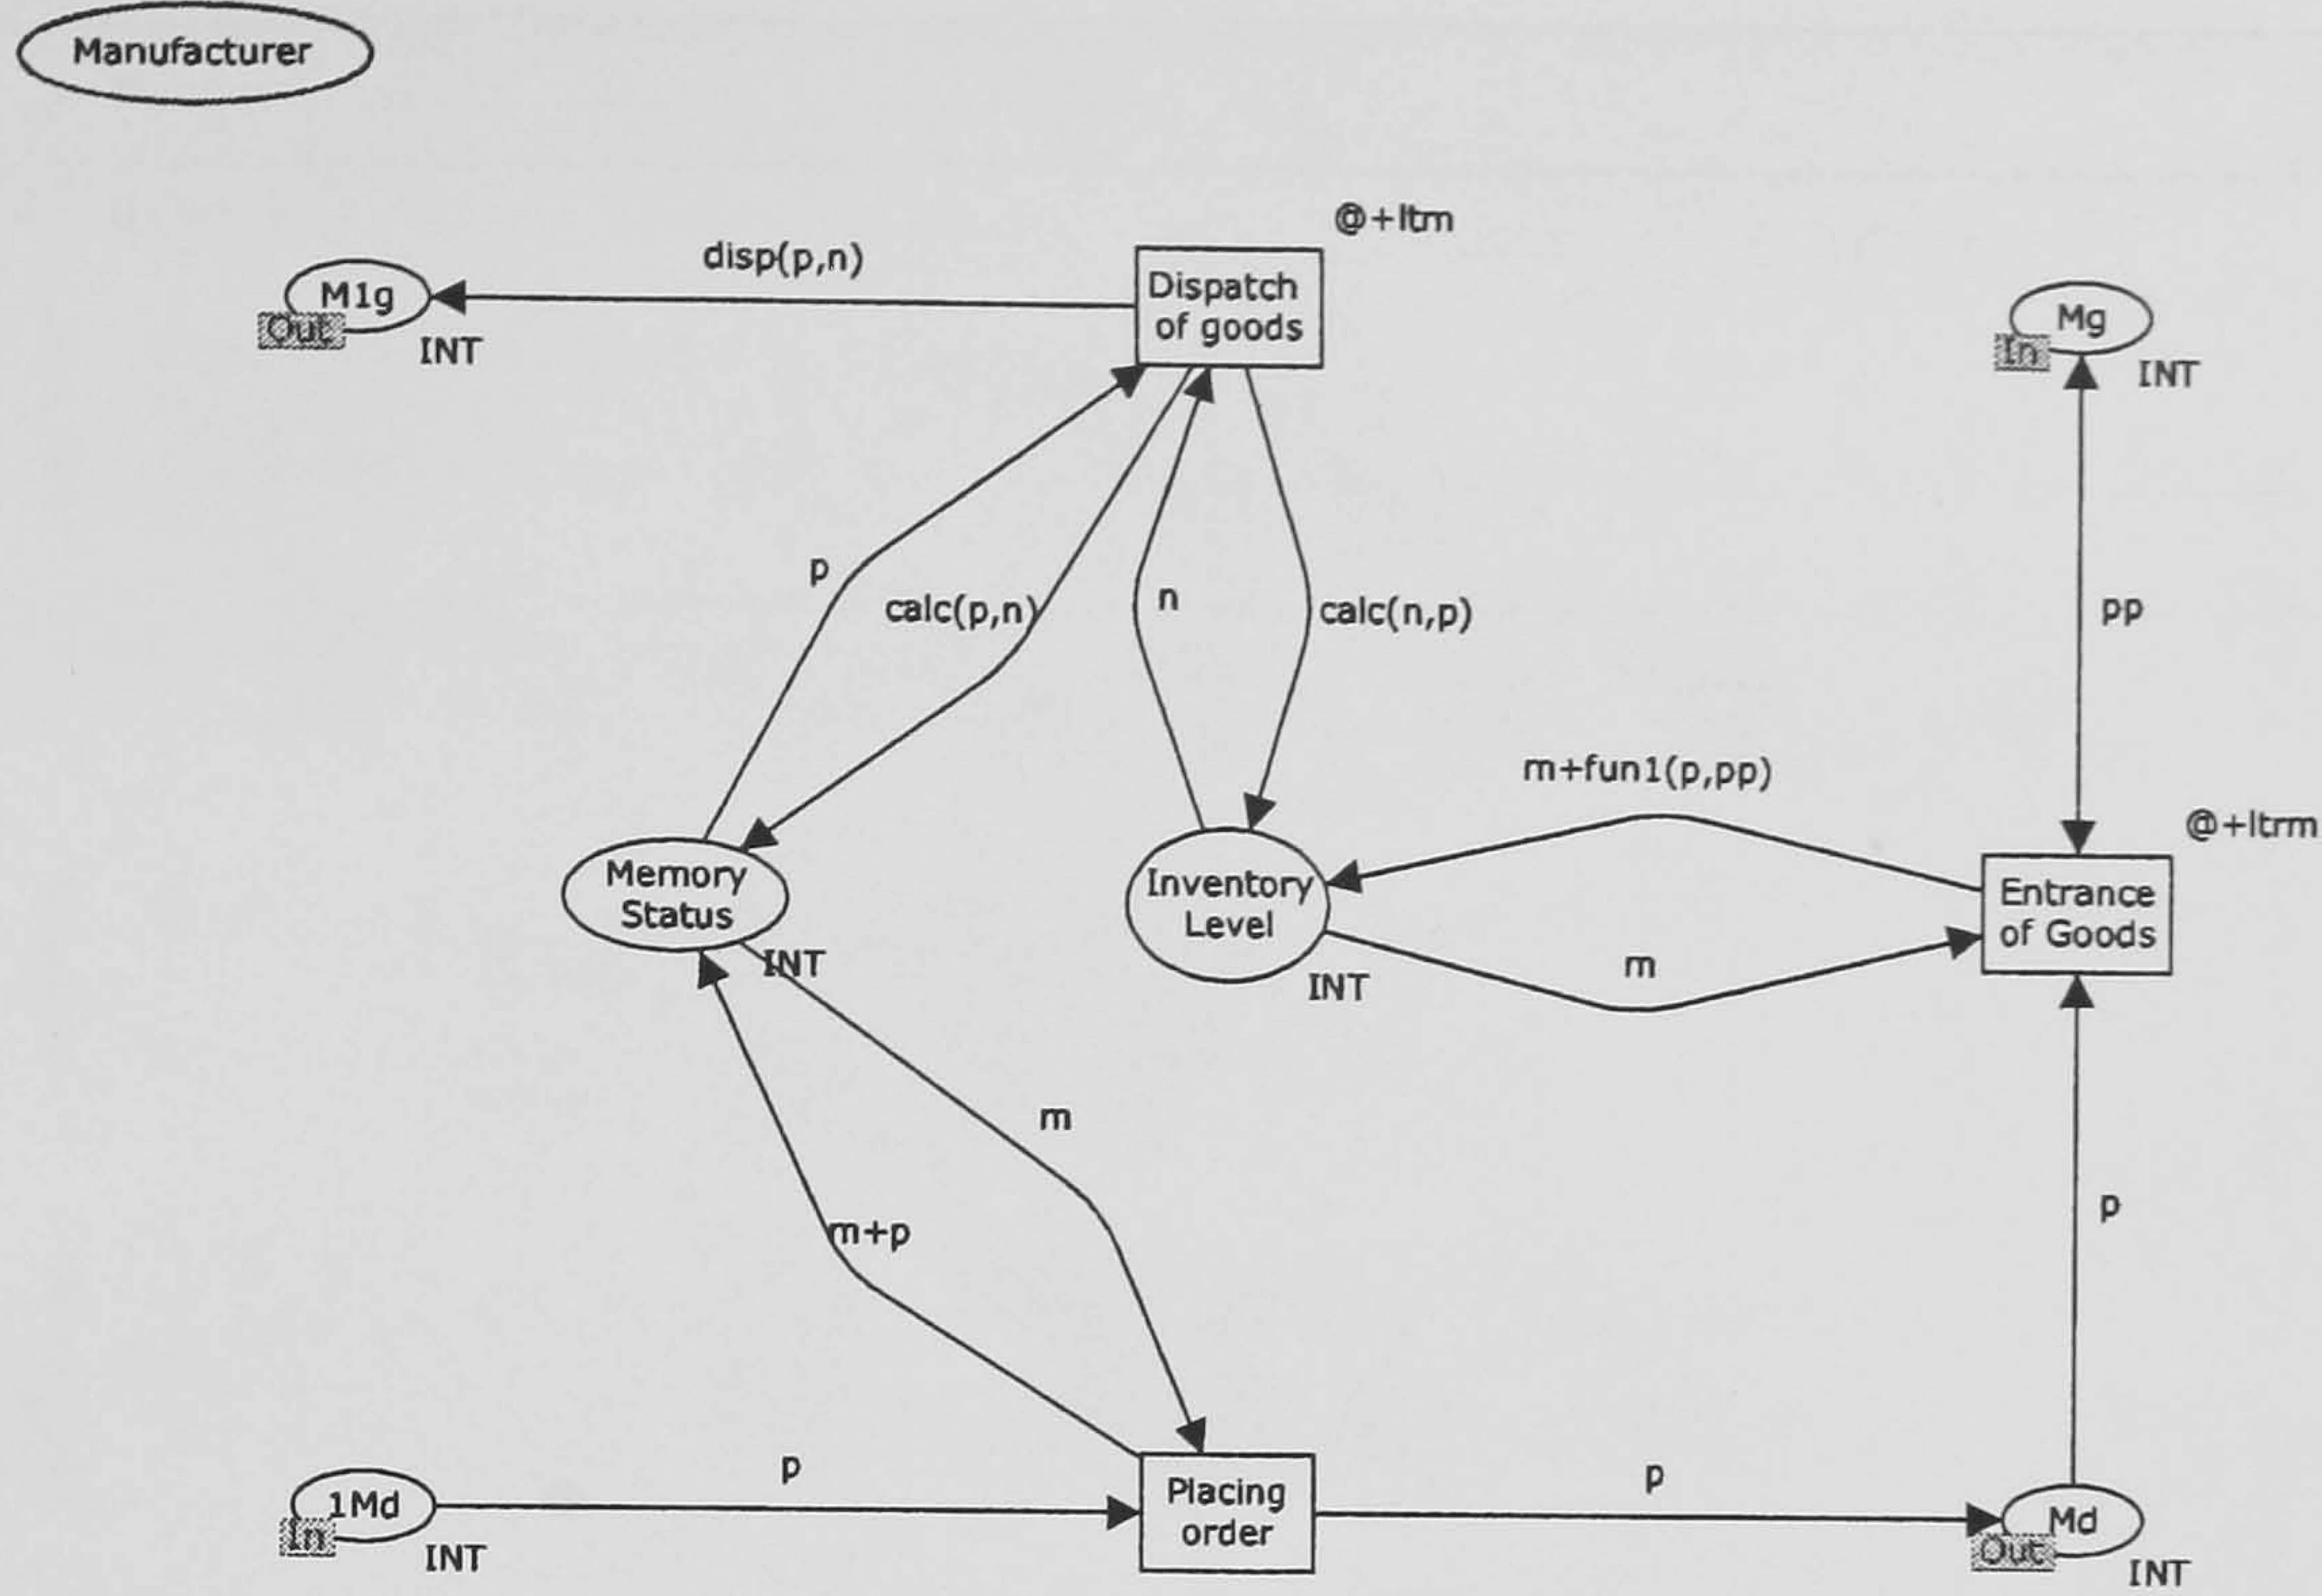 Manufacturer
@+ltm
disp(p,n)
Dispatch
of goods
M1g
Out
INT
Mg
In
INT
p
calc(p,n)
n
calc(n,p)
pp
m+fun1(p,pp)
@+ltrm
Memory
Status
INT
Inventory
Level
INT
Entrance
of Goods
m
m
m+p
p
p
p
1Md
In
INT
Placing
order
Md
Out
INT